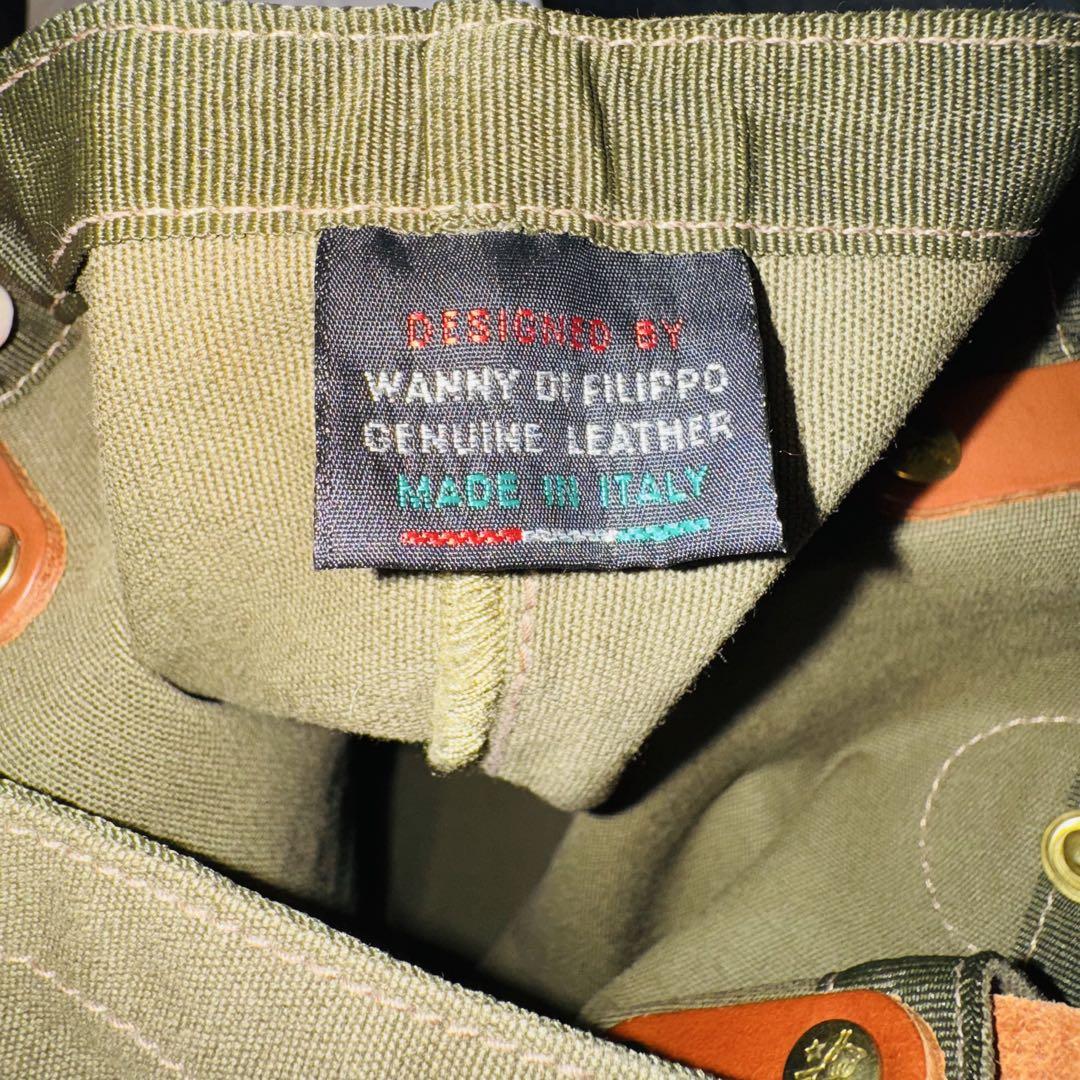 DESIGNED BY
WANNY DI FILIPPO
GENUINE LEATHER
MADE IN ITALY